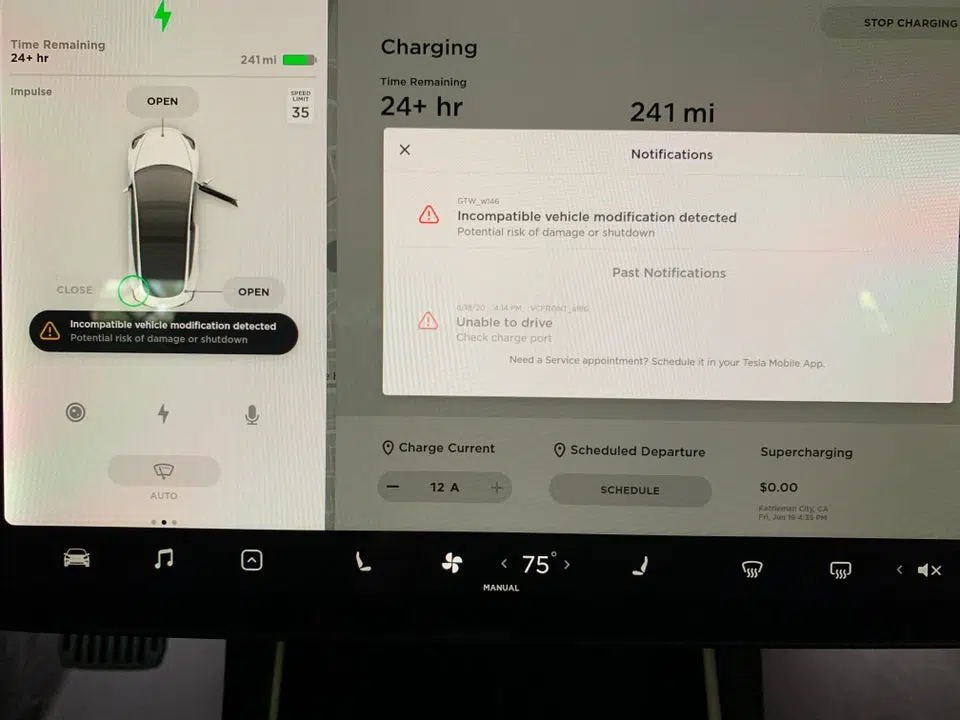 Time Remaining
24+ hr
241 mi
Impulse
OPEN
SPEED
LIMIT
35
CLOSE
OPEN
Incompatible vehicle modification detected
Potential risk of damage or shutdown
AUTO
STOP CHARGING
Charging
Time Remaining
24+ hr
241 mi
Notifications
GTW_w146
Incompatible vehicle modification detected
Potential risk of damage or shutdown
Past Notifications
8/18/20 4:14 PM
Unable to drive
Check charge port
Need a Service appointment? Schedule it in your Tesla Mobile App.
Charge Current
Scheduled Departure
Supercharging
12 A
SCHEDULE
$0.00
Kettleman City, CA
Fri, Jun 19 4:35 PM
75°
MANUAL